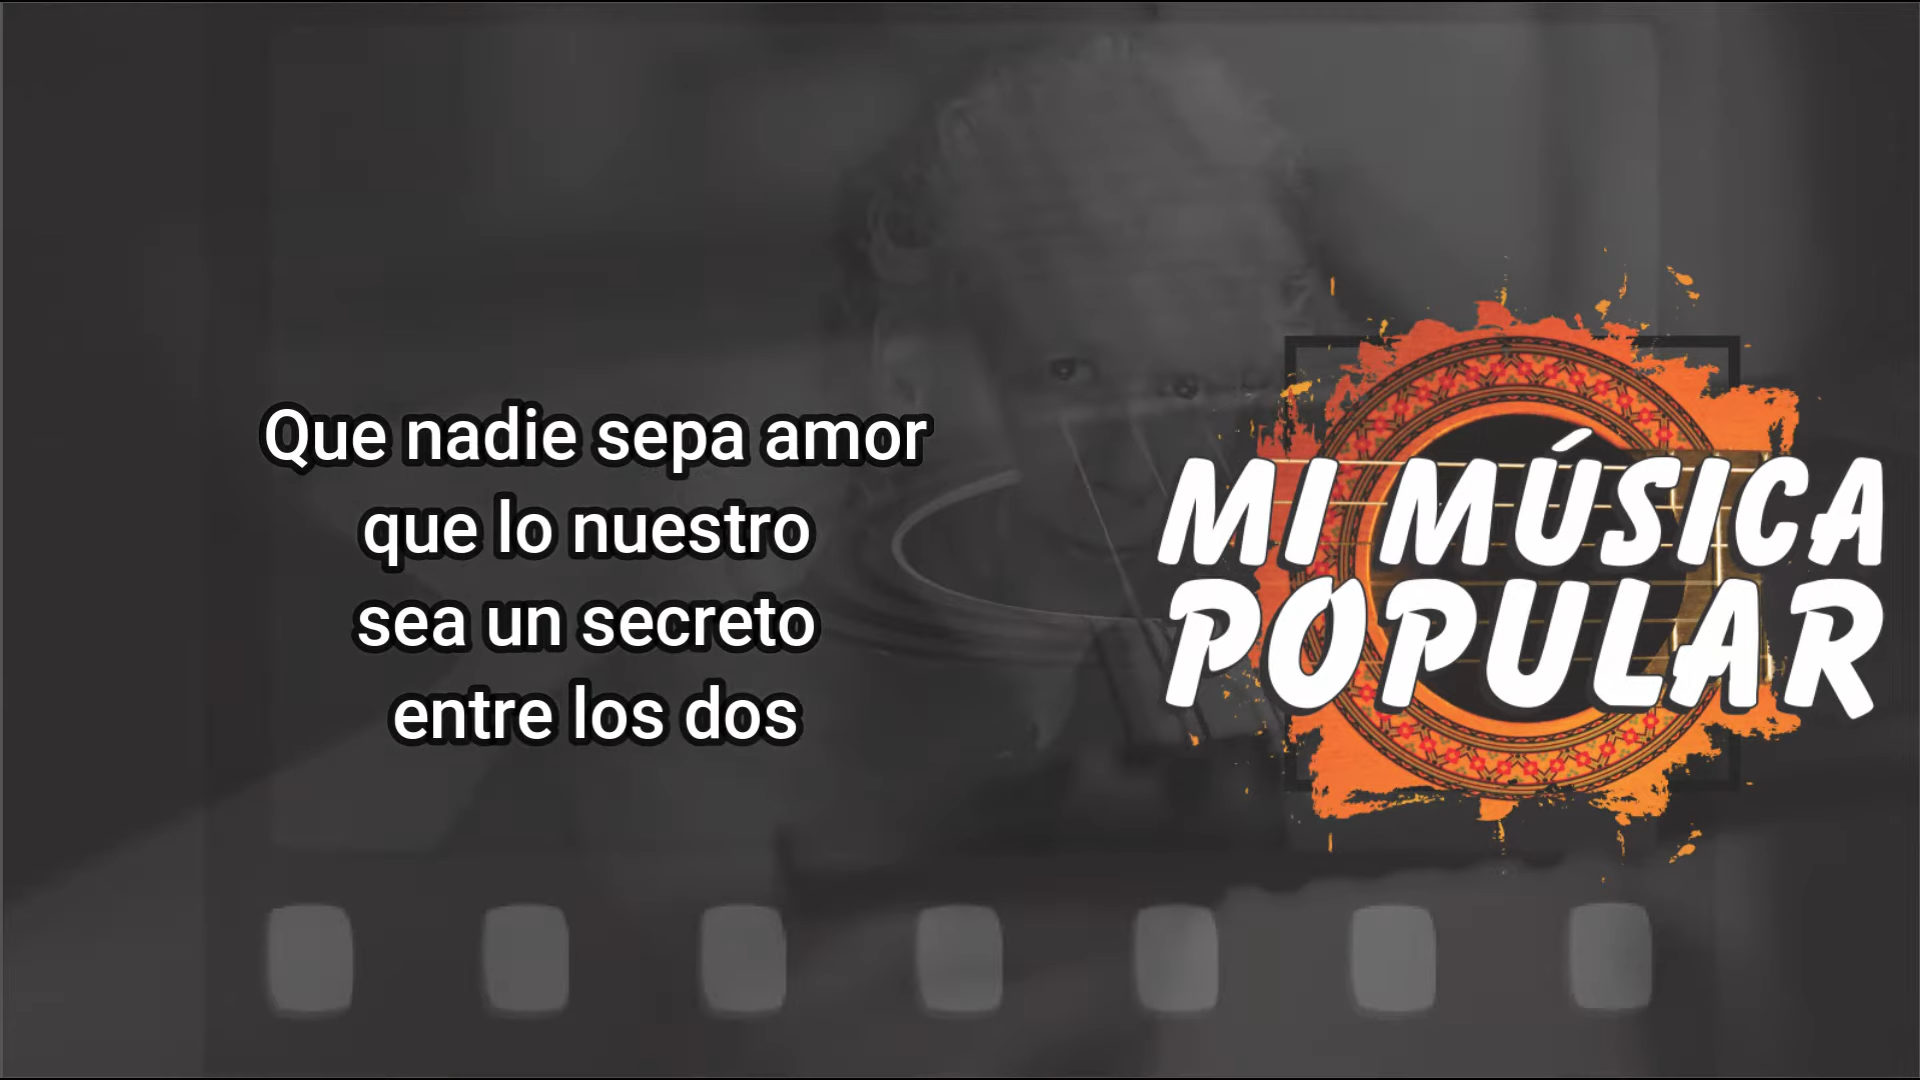 Que nadie sepa amor
que lo nuestro
sea un secreto
entre los dos
MI MÚSICA
POPULAR